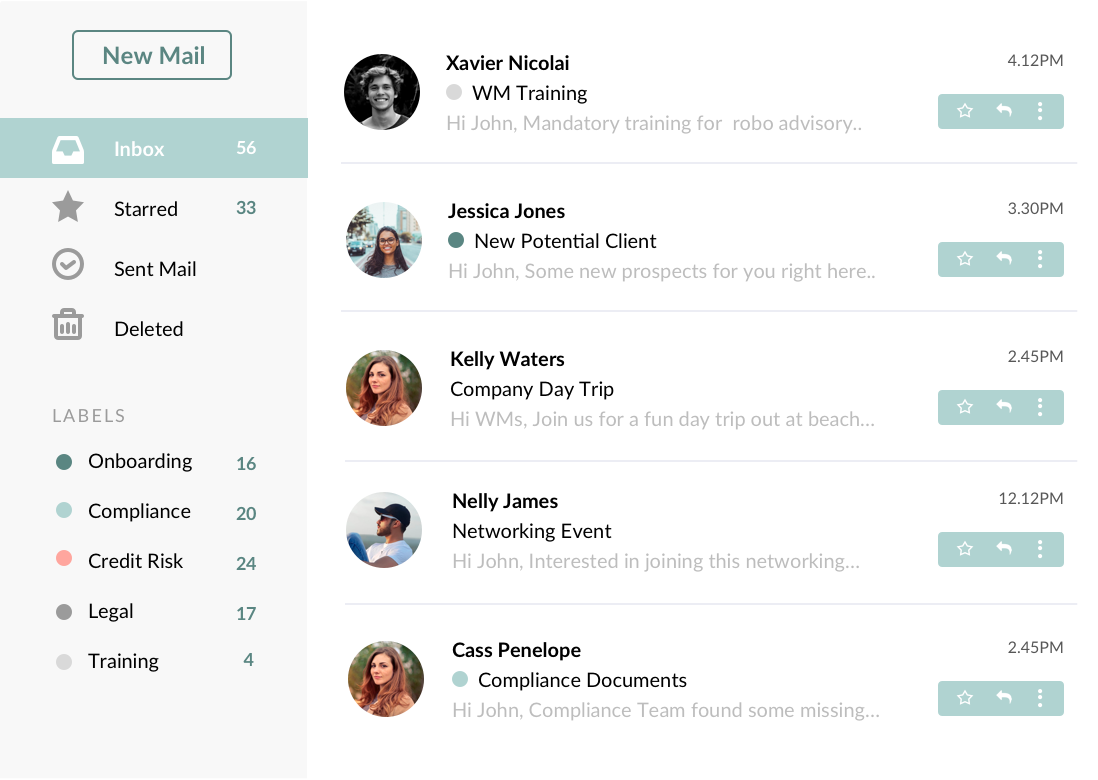 New Mail
Inbox 56
Starred 33
Sent Mail
Deleted
LABELS
Onboarding 16
Compliance 20
Credit Risk 24
Legal 17
Training 4
Xavier Nicolai 4.12PM
WM Training
Hi John, Mandatory training for  robo advisory..
Jessica Jones 3.30PM
New Potential Client
Hi John, Some new prospects for you right here..
Kelly Waters 2.45PM
Company Day Trip
Hi WMs, Join us for a fun day trip out at beach...
Nelly James 12.12PM
Networking Event
Hi John, Interested in joining this networking...
Cass Penelope 2.45PM
Compliance Documents
Hi John, Compliance Team found some missing...